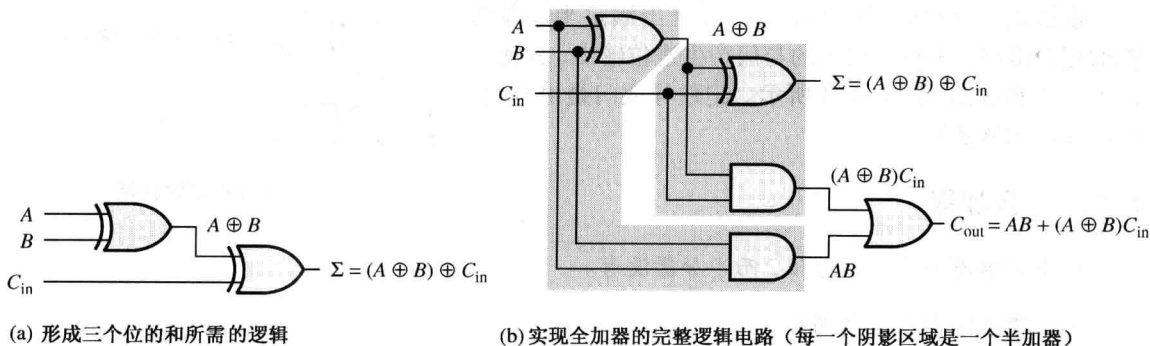 A
B
C_in
A ⊕ B
Σ = (A ⊕ B) ⊕ C_in
(a) 形成三个位的和所需的逻辑
A
B
C_in
A ⊕ B
Σ = (A ⊕ B) ⊕ C_in
(A ⊕ B)C_in
AB
C_out = AB + (A ⊕ B)C_in
(b) 实现全加器的完整逻辑电路（每一个阴影区域是一个半加器）